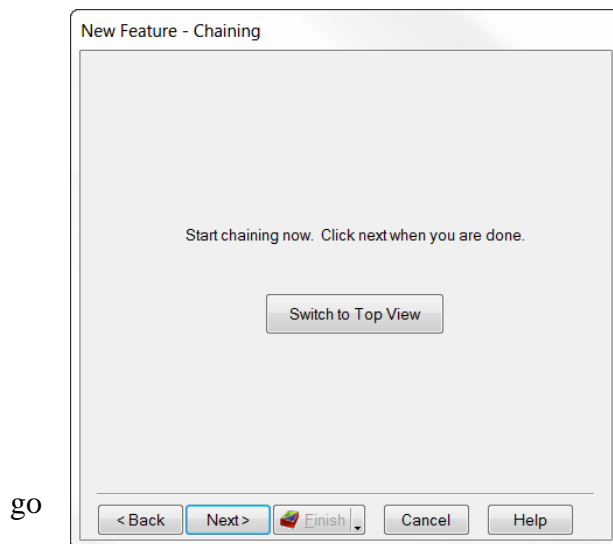 New Feature - Chaining
Start chaining now. Click next when you are done.
Switch to Top View
go
< Back Next > Finish Cancel Help